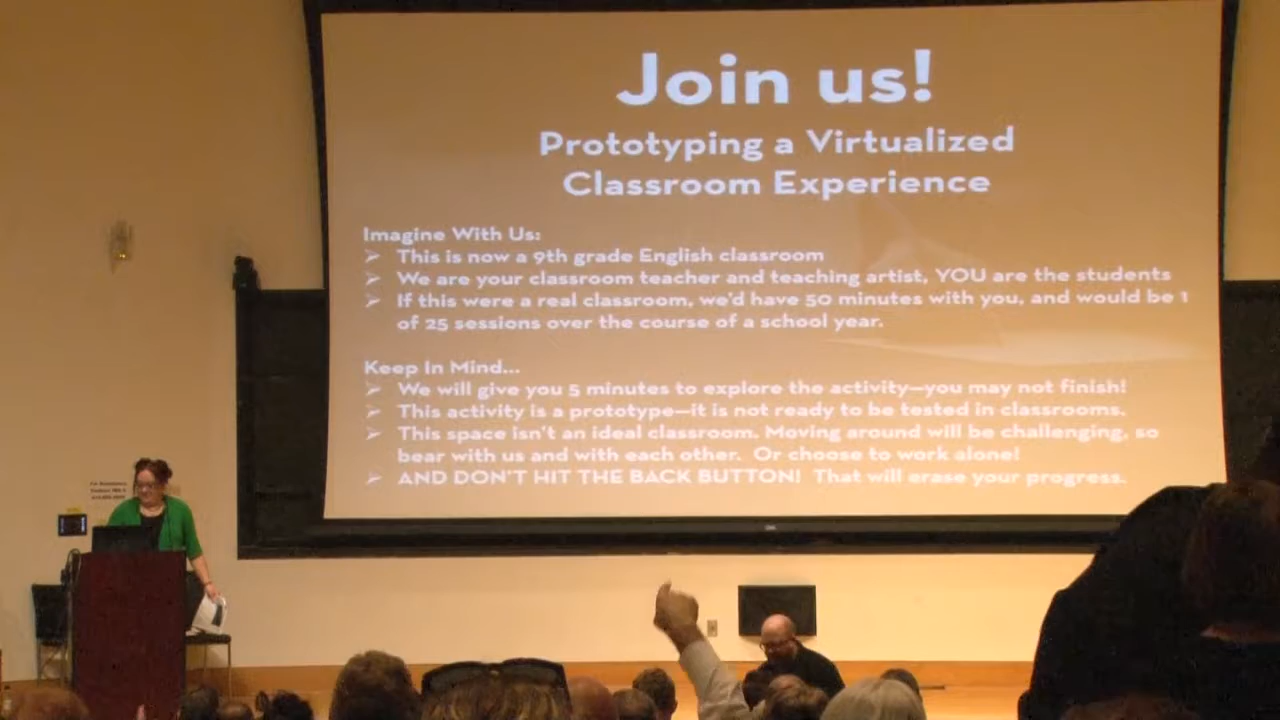 Join us!
Prototyping a Virtualized
Classroom Experience
Imagine With Us:
➢ This is now a 9th grade English classroom
➢ We are your classroom teacher and teaching artist, YOU are the students
➢ If this were a real classroom, we'd have 50 minutes with you, and would be 1
of 25 sessions over the course of a school year.
Keep In Mind...
➢ We will give you 5 minutes to explore the activity—you may not finish!
➢ This activity is a prototype—it is not ready to be tested in classrooms.
➢ This space isn't an ideal classroom. Moving around will be challenging, so
bear with us and with each other. Or choose to work alone!
➢ AND DON'T HIT THE BACK BUTTON! That will erase your progress.